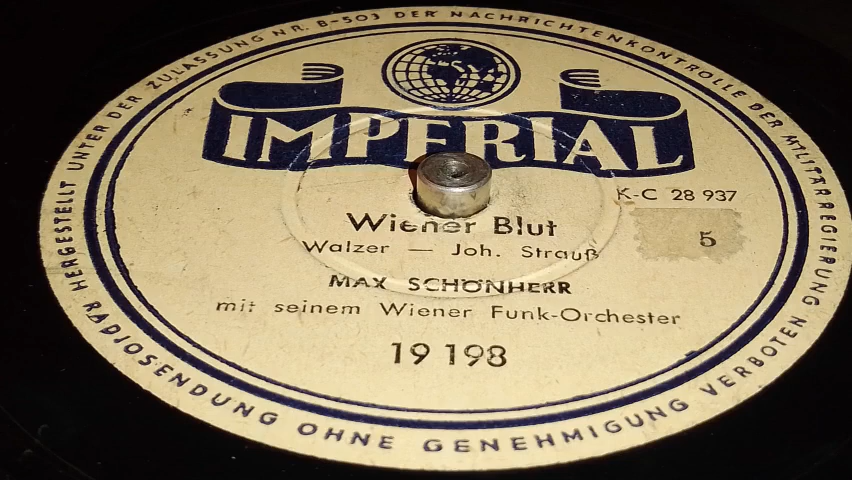 HERGESTELLT UNTER DER ZULASSUNG NR. B-503 DER NACHRICHTENKONTROLLE DER MILITÄRREGIERUNG
IMPERIAL
K-C 28 937
Wiener Blut
5
Walzer — Joh. Strauß
MAX SCHÖNHERR
mit seinem Wiener Funk-Orchester
19 198
RADIOSENDUNG OHNE GENEHMIGUNG VERBOTEN